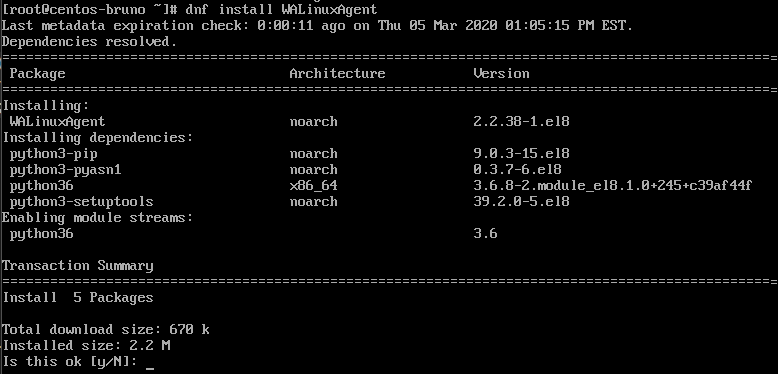 [root@centos-bruno ~]# dnf install WALinuxAgent
Last metadata expiration check: 0:00:11 ago on Thu 05 Mar 2020 01:05:15 PM EST.
Dependencies resolved.
================================================================================
Package Architecture Version
================================================================================
Installing:
WALinuxAgent noarch 2.2.38-1.el8
Installing dependencies:
python3-pip noarch 9.0.3-15.el8
python3-pyasn1 noarch 0.3.7-6.el8
python36 x86_64 3.6.8-2.module_el8.1.0+245+c39af44f
python3-setuptools noarch 39.2.0-5.el8
Enabling module streams:
python36 3.6
Transaction Summary
================================================================================
Install 5 Packages
Total download size: 670 k
Installed size: 2.2 M
Is this ok [y/N]: _